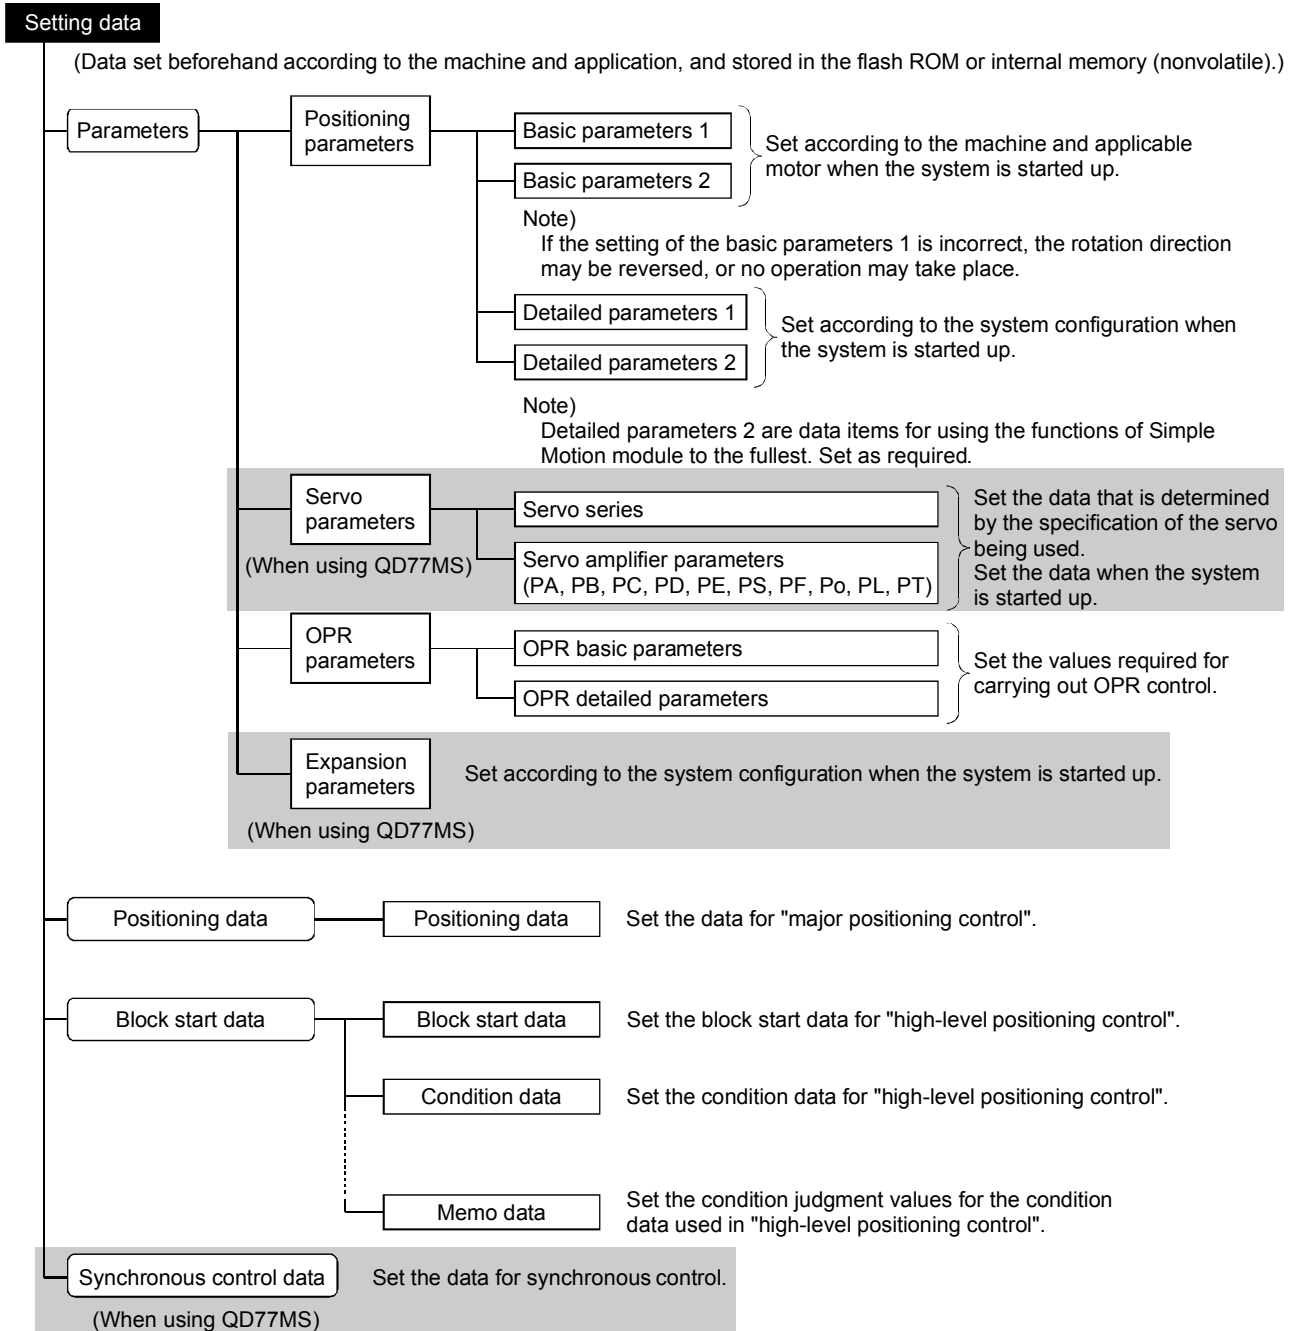 Setting data
(Data set beforehand according to the machine and application, and stored in the flash ROM or internal memory (nonvolatile).)
Parameters
Positioning
parameters
Basic parameters 1
Basic parameters 2
Set according to the machine and applicable
motor when the system is started up.
Note)
If the setting of the basic parameters 1 is incorrect, the rotation direction
may be reversed, or no operation may take place.
Detailed parameters 1
Detailed parameters 2
Set according to the system configuration when
the system is started up.
Note)
Detailed parameters 2 are data items for using the functions of Simple
Motion module to the fullest. Set as required.
Servo
parameters
(When using QD77MS)
Servo series
Servo amplifier parameters
(PA, PB, PC, PD, PE, PS, PF, Po, PL, PT)
Set the data that is determined
by the specification of the servo
being used.
Set the data when the system
is started up.
OPR
parameters
OPR basic parameters
OPR detailed parameters
Set the values required for
carrying out OPR control.
Expansion
parameters
(When using QD77MS)
Set according to the system configuration when the system is started up.
Positioning data
Positioning data
Set the data for "major positioning control".
Block start data
Block start data
Set the block start data for "high-level positioning control".
Condition data
Set the condition data for "high-level positioning control".
Memo data
Set the condition judgment values for the condition
data used in "high-level positioning control".
Synchronous control data
Set the data for synchronous control.
(When using QD77MS)